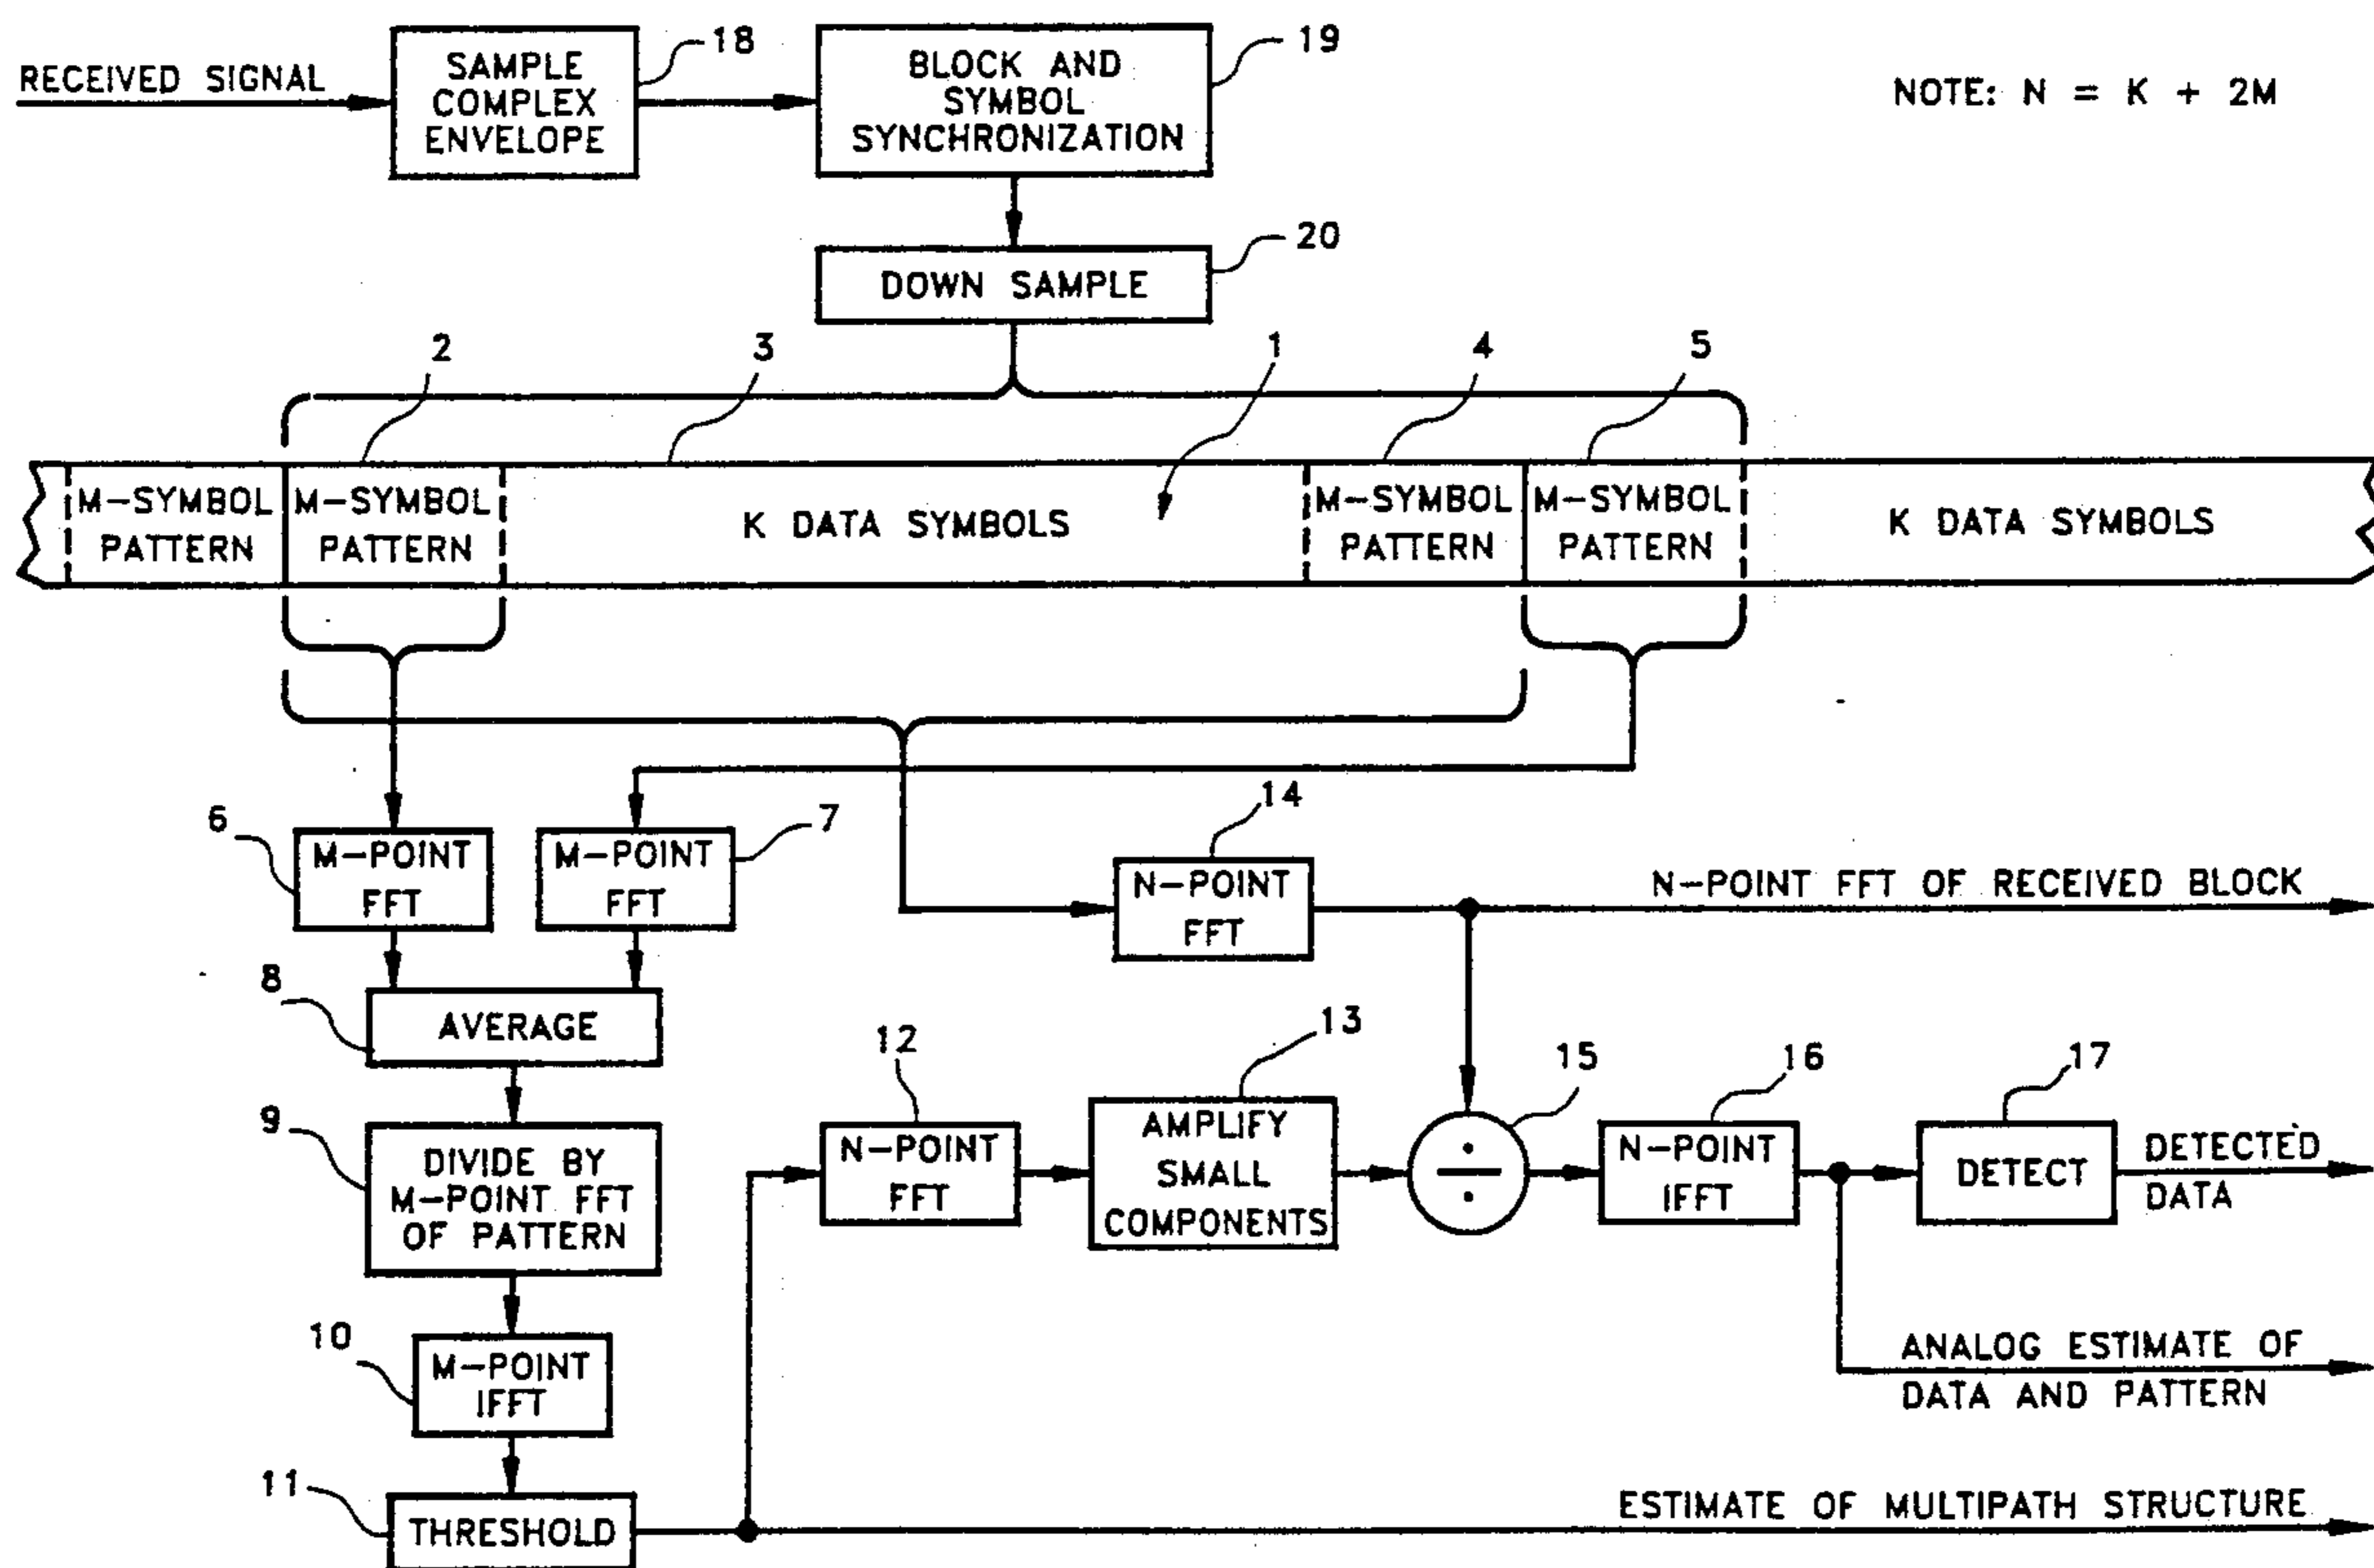 RECEIVED SIGNAL
SAMPLE
COMPLEX
ENVELOPE
18
BLOCK AND
SYMBOL
SYNCHRONIZATION
19
NOTE: N = K + 2M
DOWN SAMPLE
20
2
3
1
4
5
M-SYMBOL
PATTERN
M-SYMBOL
PATTERN
K DATA SYMBOLS
M-SYMBOL
PATTERN
M-SYMBOL
PATTERN
K DATA SYMBOLS
6
M-POINT
FFT
7
M-POINT
FFT
14
N-POINT
FFT
N-POINT FFT OF RECEIVED BLOCK
8
AVERAGE
9
DIVIDE BY
M-POINT FFT
OF PATTERN
12
N-POINT
FFT
13
AMPLIFY
SMALL
COMPONENTS
15
÷
16
N-POINT
IFFT
17
DETECT
DETECTED
DATA
10
M-POINT
IFFT
ANALOG ESTIMATE OF
DATA AND PATTERN
11
THRESHOLD
ESTIMATE OF MULTIPATH STRUCTURE